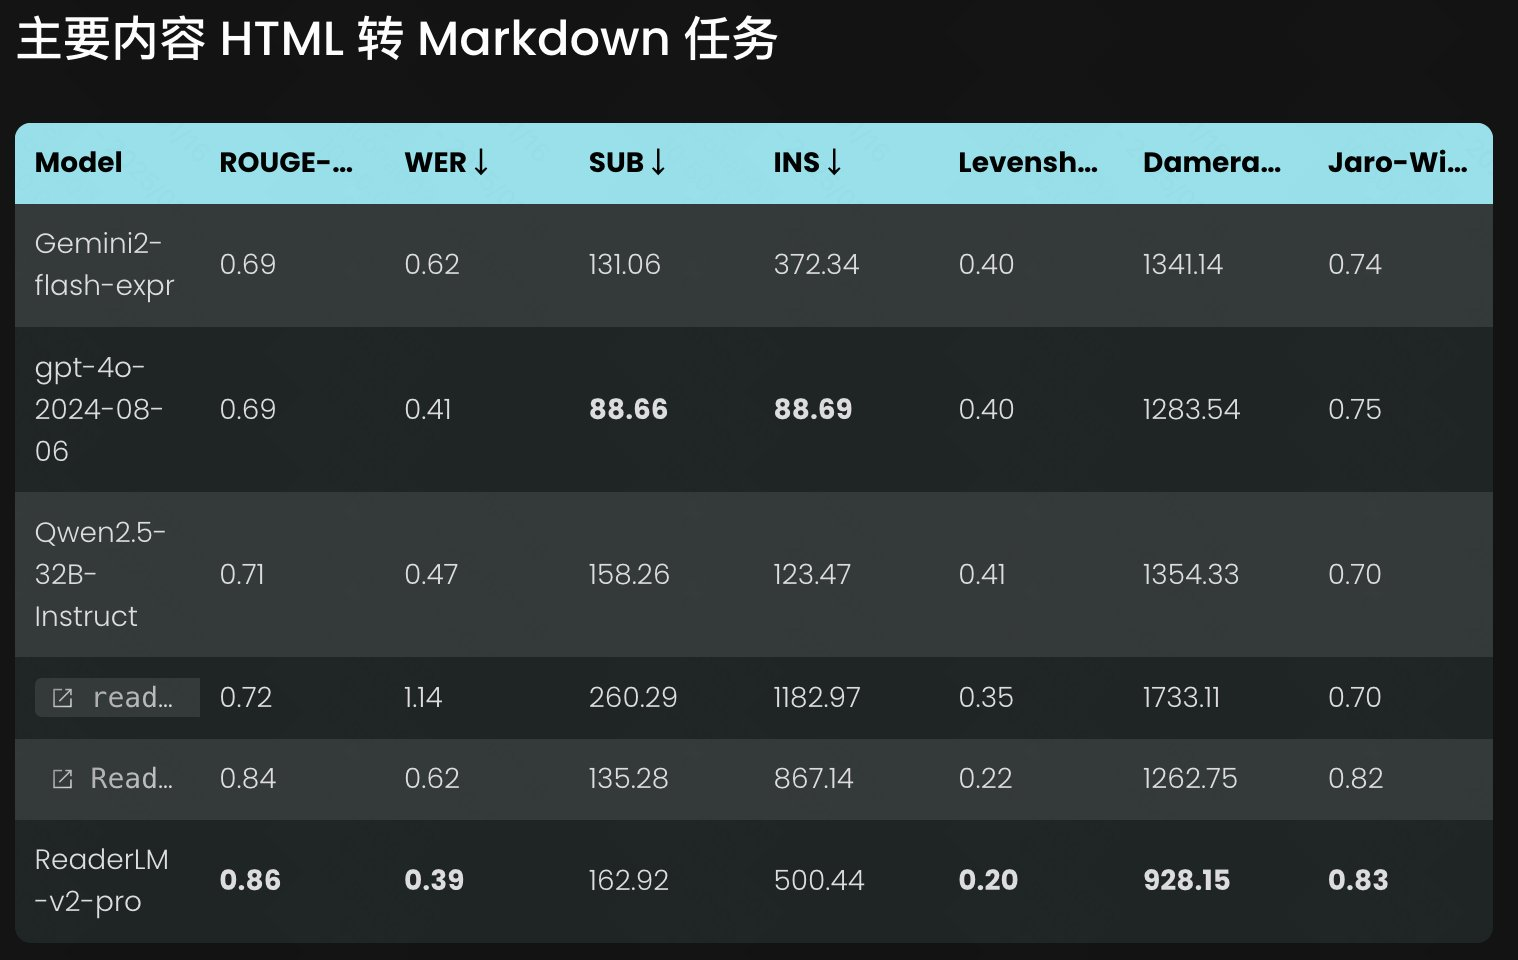 主要内容 HTML 转 Markdown 任务
Model ROUGE-… WER↓ SUB↓ INS↓ Levensh… Damera… Jaro-Wi…
Gemini2-
flash-expr 0.69 0.62 131.06 372.34 0.40 1341.14 0.74
gpt-4o-
2024-08-
06 0.69 0.41 88.66 88.69 0.40 1283.54 0.75
Qwen2.5-
32B-
Instruct 0.71 0.47 158.26 123.47 0.41 1354.33 0.70
read… 0.72 1.14 260.29 1182.97 0.35 1733.11 0.70
Read… 0.84 0.62 135.28 867.14 0.22 1262.75 0.82
ReaderLM
-v2-pro 0.86 0.39 162.92 500.44 0.20 928.15 0.83